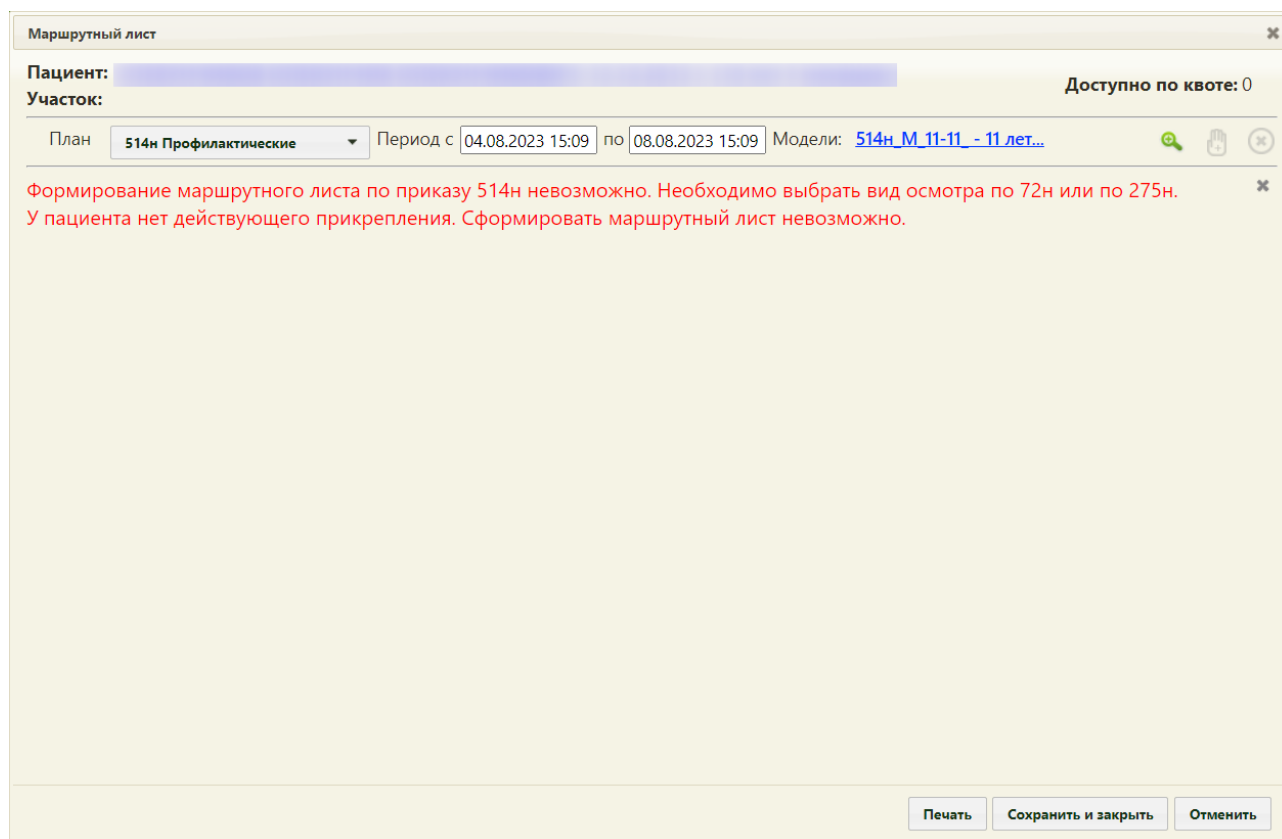 Маршрутный лист
Пациент:
Доступно по квоте: 0
Участок:
План 514н Профилактические Период с 04.08.2023 15:09 по 08.08.2023 15:09 Модели: 514н_М_11-11_ - 11 лет...
Формирование маршрутного листа по приказу 514н невозможно. Необходимо выбрать вид осмотра по 72н или по 275н.
У пациента нет действующего прикрепления. Сформировать маршрутный лист невозможно.
Печать Сохранить и закрыть Отменить